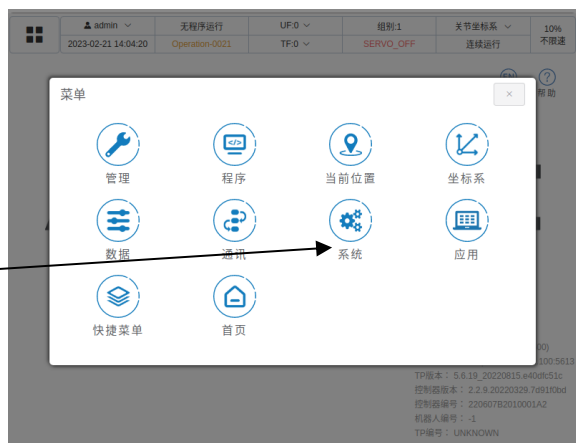 admin 无程序运行 UF:0 组别:1 关节坐标系 10%
不限速
2023-02-21 14:04:20 Operation-0021 TF:0 SERVO_OFF 连续运行
EN ?
帮助
菜单 ×
管理 程序 当前位置 坐标系
数据 通讯 系统 应用
快捷菜单 首页
00)
.100:5613
TP版本： 5.6.19_20220815.e40dfc51c
控制器版本： 2.2.9.20220329.7d91f0bd
控制器编号： 220607B2010001A2
机器人编号： -1
TP编号： UNKNOWN